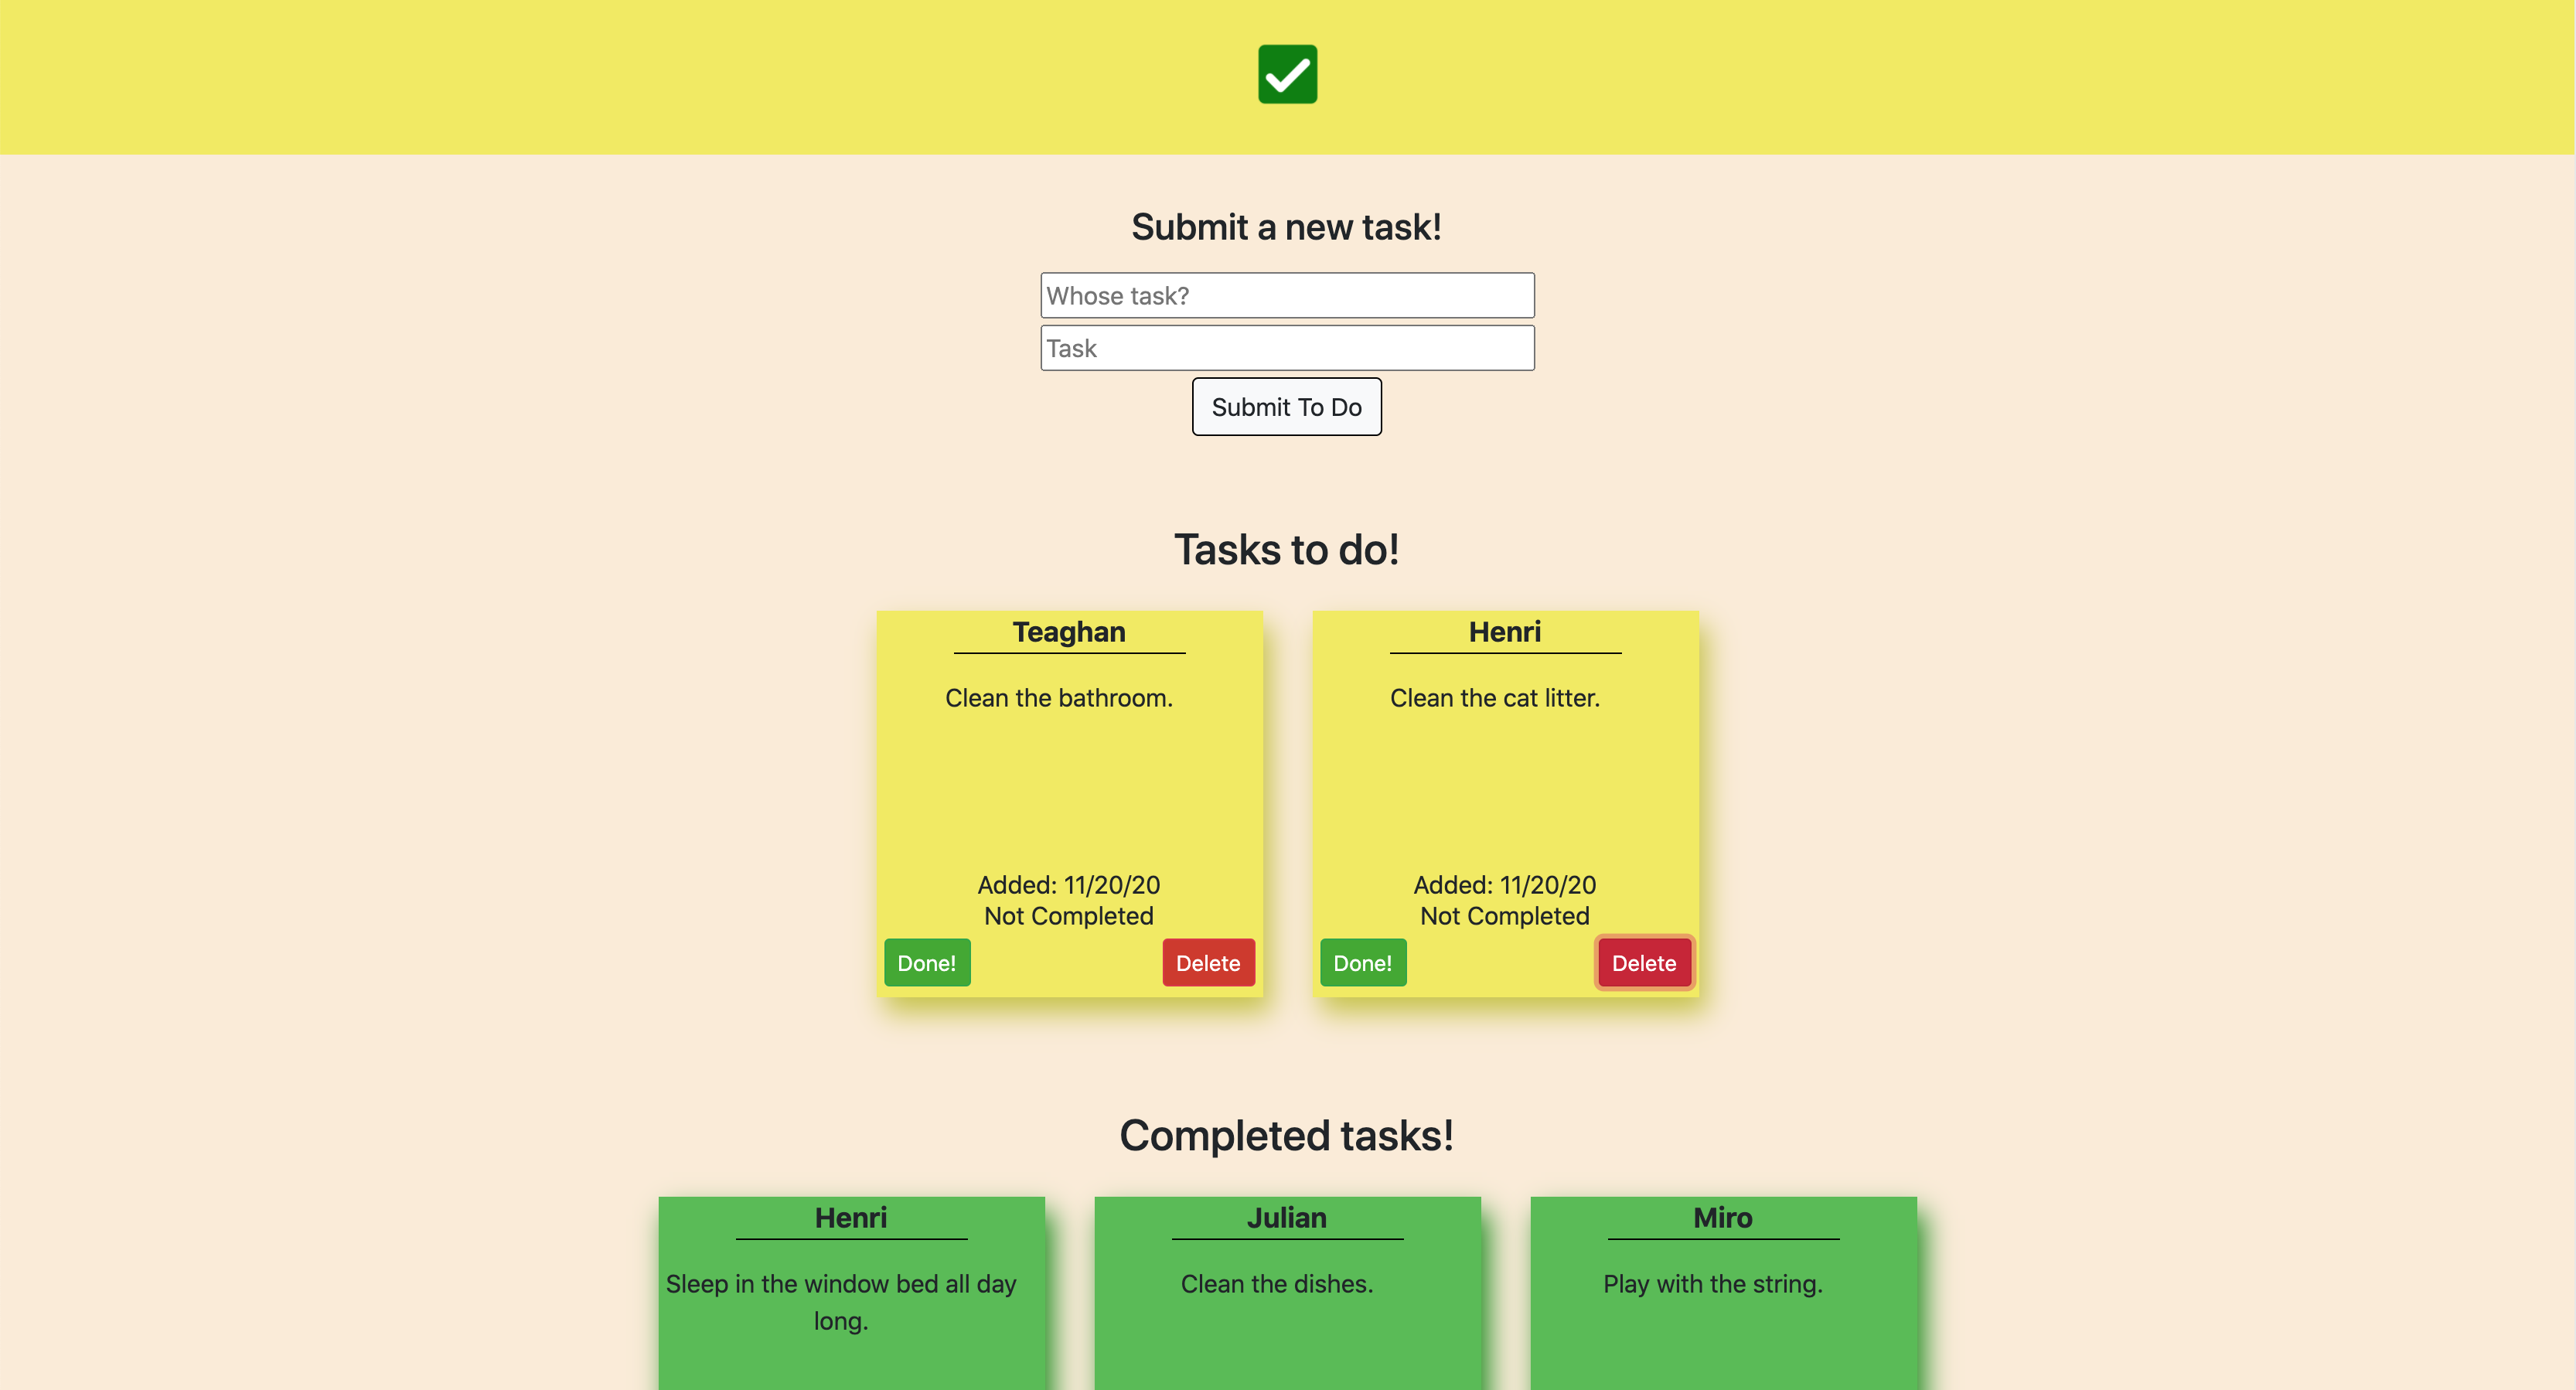 Submit a new task!
Whose task?
Task
Submit To Do
Tasks to do!
Teaghan
Clean the bathroom.
Added: 11/20/20
Not Completed
Done!
Delete
Henri
Clean the cat litter.
Added: 11/20/20
Not Completed
Done!
Delete
Completed tasks!
Henri
Sleep in the window bed all day
long.
Julian
Clean the dishes.
Miro
Play with the string.